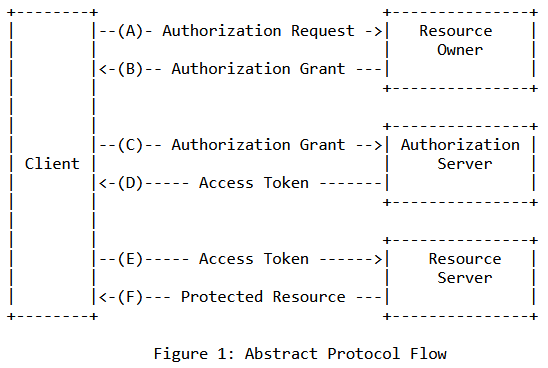 +--------+                               +---------------+
|        |--(A)- Authorization Request ->|   Resource    |
|        |                               |     Owner     |
|        |<-(B)-- Authorization Grant ---|               |
|        |                               +---------------+
|        |
|        |                               +---------------+
|        |--(C)-- Authorization Grant -->| Authorization |
| Client |                               |     Server    |
|        |<-(D)----- Access Token -------|               |
|        |                               +---------------+
|        |
|        |                               +---------------+
|        |--(E)----- Access Token ------>|    Resource   |
|        |                               |     Server    |
|        |<-(F)--- Protected Resource ---|               |
+--------+                               +---------------+
Figure 1: Abstract Protocol Flow